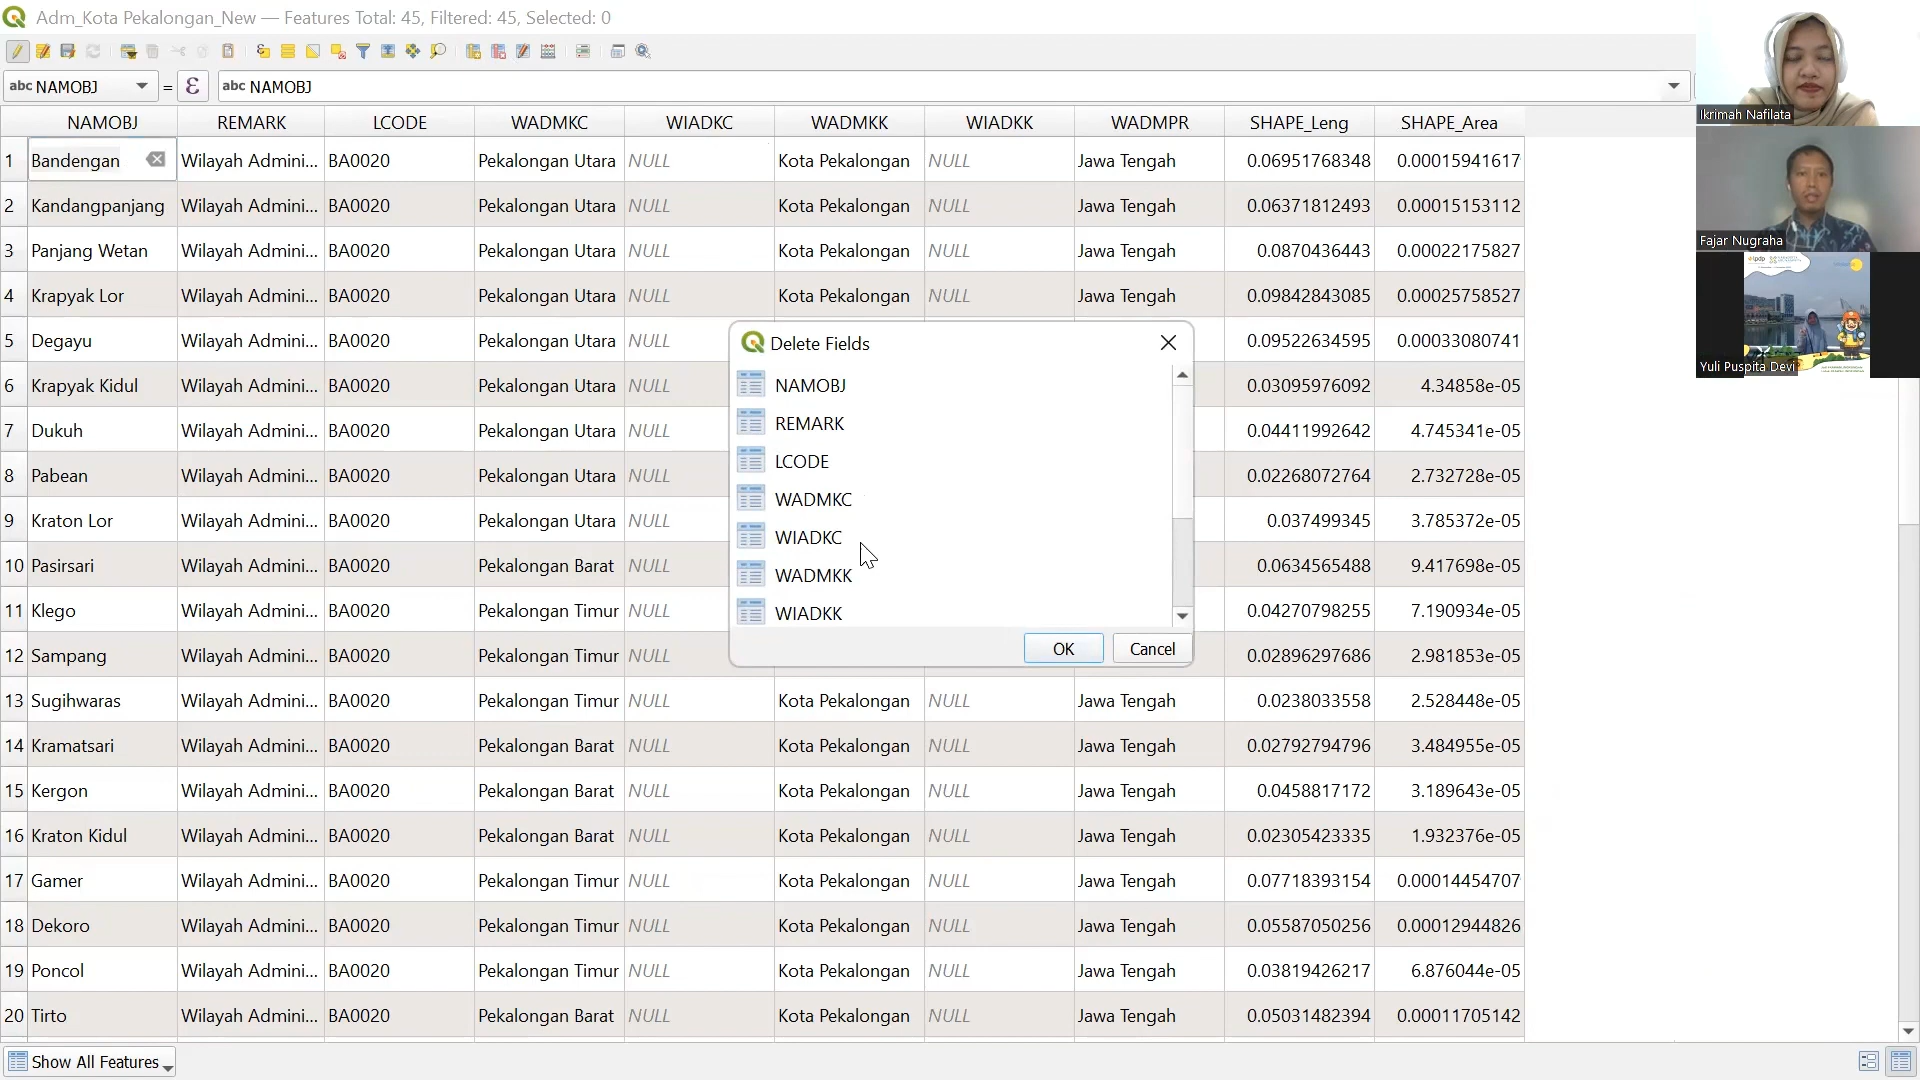 Adm_Kota Pekalongan_New — Features Total: 45, Filtered: 45, Selected: 0
abc NAMOBJ = ε abc NAMOBJ
NAMOBJ REMARK LCODE WADMKC WIADKC WADMKK WIADKK WADMPR SHAPE_Leng SHAPE_Area
1 Bandengan Wilayah Admini... BA0020 Pekalongan Utara NULL Kota Pekalongan NULL Jawa Tengah 0.06951768348 0.00015941617
2 Kandangpanjang Wilayah Admini... BA0020 Pekalongan Utara NULL Kota Pekalongan NULL Jawa Tengah 0.06371812493 0.00015153112
3 Panjang Wetan Wilayah Admini... BA0020 Pekalongan Utara NULL Kota Pekalongan NULL Jawa Tengah 0.0870436443 0.00022175827
4 Krapyak Lor Wilayah Admini... BA0020 Pekalongan Utara NULL Kota Pekalongan NULL Jawa Tengah 0.09842843085 0.00025758527
5 Degayu Wilayah Admini... BA0020 Pekalongan Utara NULL 0.09522634595 0.00033080741
6 Krapyak Kidul Wilayah Admini... BA0020 Pekalongan Utara NULL 0.03095976092 4.34858e-05
7 Dukuh Wilayah Admini... BA0020 Pekalongan Utara NULL 0.04411992642 4.745341e-05
8 Pabean Wilayah Admini... BA0020 Pekalongan Utara NULL 0.02268072764 2.732728e-05
9 Kraton Lor Wilayah Admini... BA0020 Pekalongan Utara NULL 0.037499345 3.785372e-05
10 Pasirsari Wilayah Admini... BA0020 Pekalongan Barat NULL 0.0634565488 9.417698e-05
11 Klego Wilayah Admini... BA0020 Pekalongan Timur NULL 0.04270798255 7.190934e-05
12 Sampang Wilayah Admini... BA0020 Pekalongan Timur NULL 0.02896297686 2.981853e-05
13 Sugihwaras Wilayah Admini... BA0020 Pekalongan Timur NULL Kota Pekalongan NULL Jawa Tengah 0.0238033558 2.528448e-05
14 Kramatsari Wilayah Admini... BA0020 Pekalongan Barat NULL Kota Pekalongan NULL Jawa Tengah 0.02792794796 3.484955e-05
15 Kergon Wilayah Admini... BA0020 Pekalongan Barat NULL Kota Pekalongan NULL Jawa Tengah 0.0458817172 3.189643e-05
16 Kraton Kidul Wilayah Admini... BA0020 Pekalongan Barat NULL Kota Pekalongan NULL Jawa Tengah 0.02305423335 1.932376e-05
17 Gamer Wilayah Admini... BA0020 Pekalongan Timur NULL Kota Pekalongan NULL Jawa Tengah 0.07718393154 0.00014454707
18 Dekoro Wilayah Admini... BA0020 Pekalongan Timur NULL Kota Pekalongan NULL Jawa Tengah 0.05587050256 0.00012944826
19 Poncol Wilayah Admini... BA0020 Pekalongan Timur NULL Kota Pekalongan NULL Jawa Tengah 0.03819426217 6.876044e-05
20 Tirto Wilayah Admini... BA0020 Pekalongan Barat NULL Kota Pekalongan NULL Jawa Tengah 0.05031482394 0.00011705142
Delete Fields
NAMOBJ
REMARK
LCODE
WADMKC
WIADKC
WADMKK
WIADKK
OK Cancel
Show All Features
Ikrimah Nafilata
Fajar Nugraha
lpdp
Yuli Puspita Devi